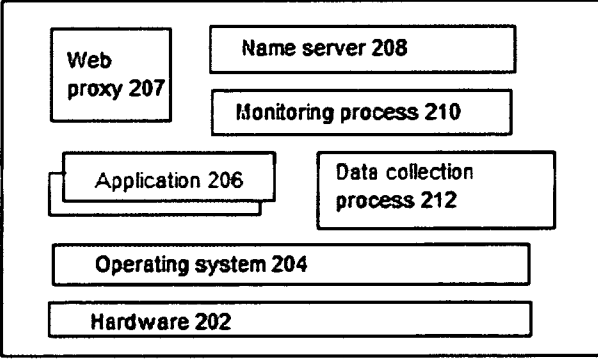 Web
proxy 207
Name server 208
Monitoring process 210
Application 206
Data collection
process 212
Operating system 204
Hardware 202